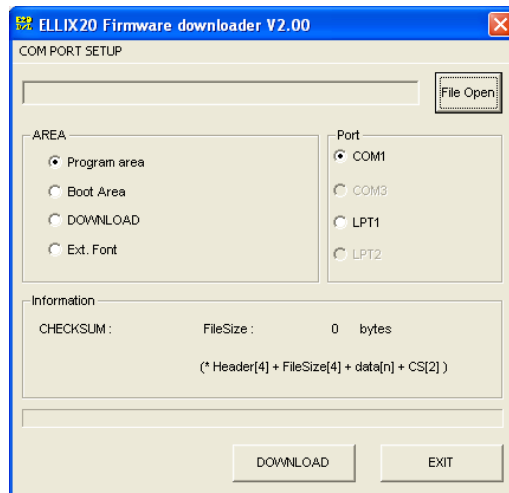 ELLIX20 Firmware downloader V2.00
COM PORT SETUP
File Open
AREA
Program area
Boot Area
DOWNLOAD
Ext. Font
Port
COM1
COM3
LPT1
LPT2
Information
CHECKSUM : FileSize : 0 bytes
(* Header[4] + FileSize[4] + data[n] + CS[2] )
DOWNLOAD EXIT